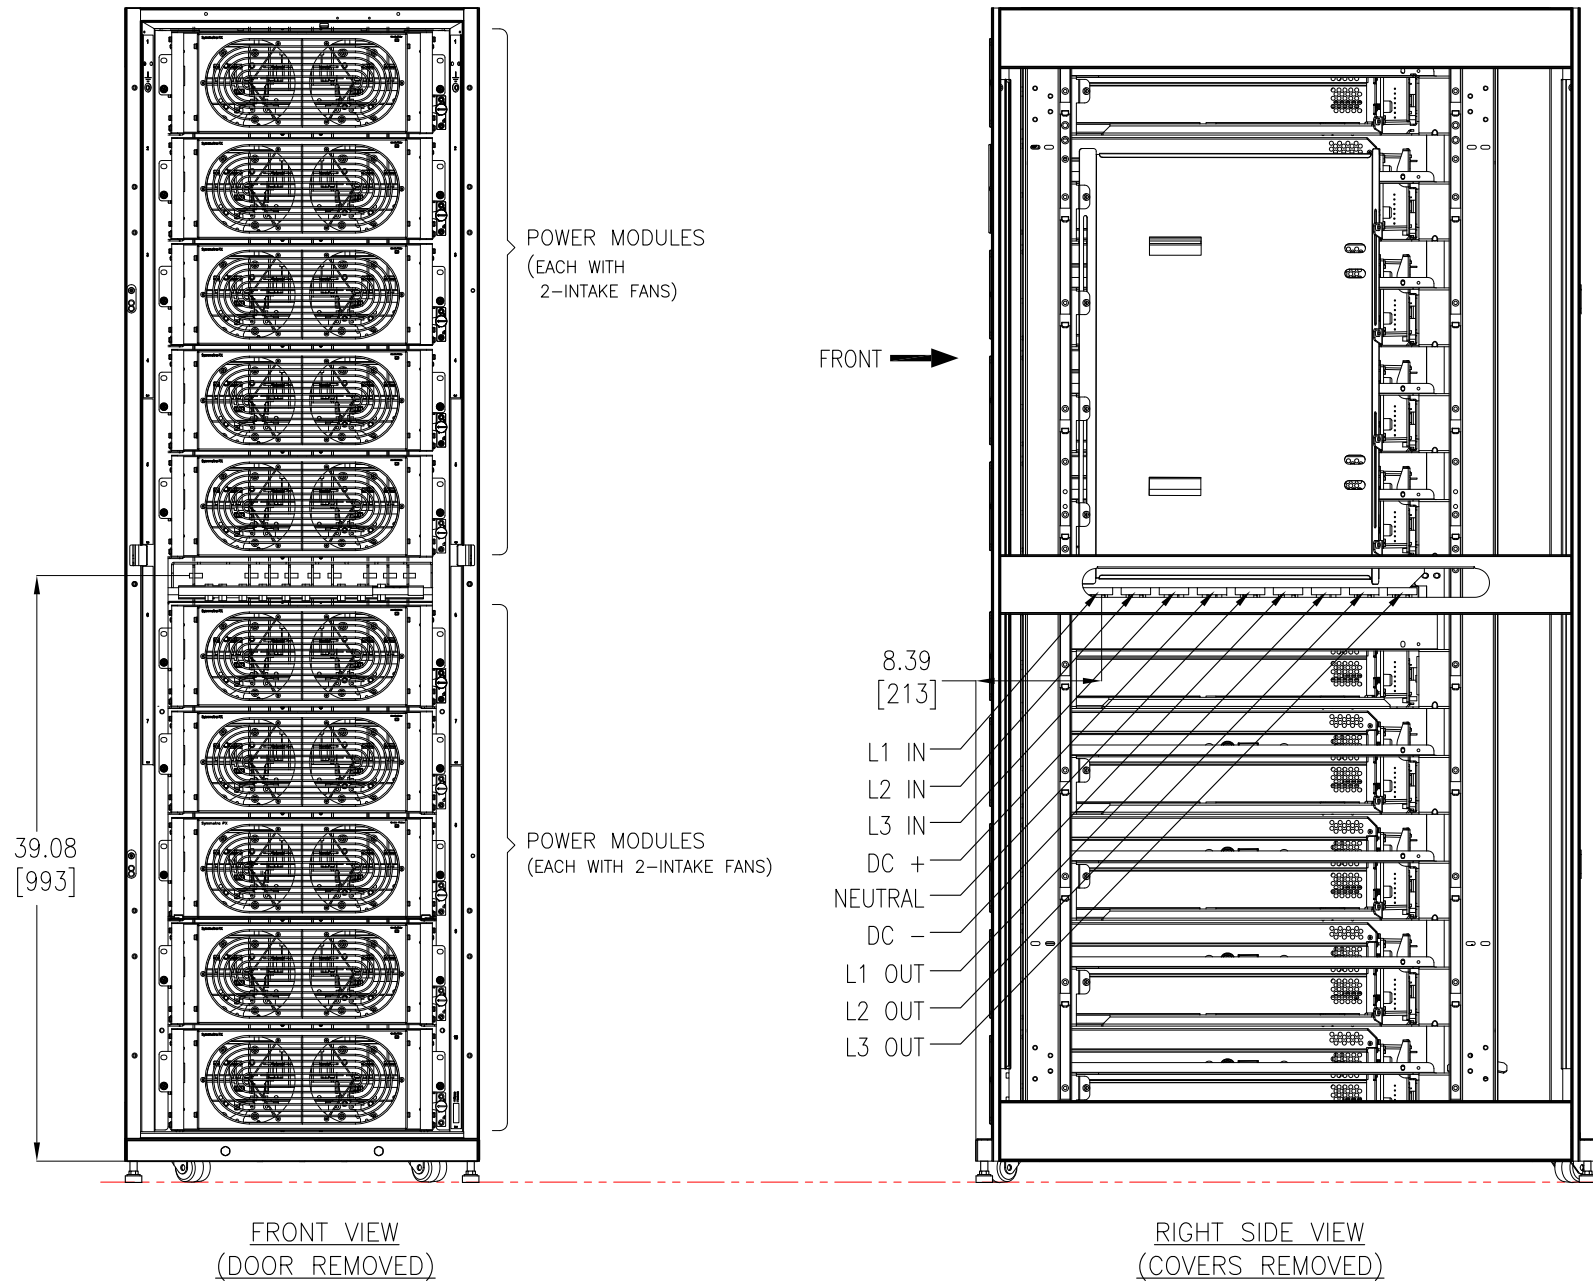 POWER MODULES
(EACH WITH
2-INTAKE FANS)
FRONT
8.39
[213]
L1 IN
L2 IN
L3 IN
DC +
NEUTRAL
DC -
L1 OUT
L2 OUT
L3 OUT
39.08
[993]
POWER MODULES
(EACH WITH 2-INTAKE FANS)
FRONT VIEW
(DOOR REMOVED)
RIGHT SIDE VIEW
(COVERS REMOVED)